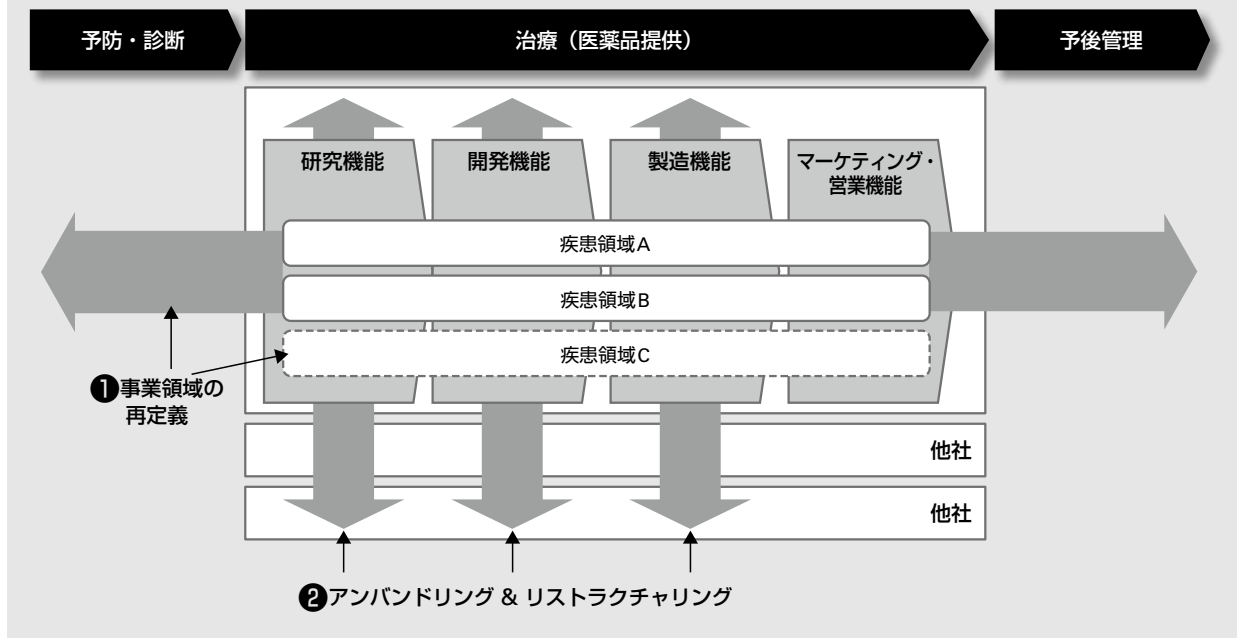 予防・診断
治療（医薬品提供）
予後管理
研究機能
開発機能
製造機能
マーケティング・
営業機能
疾患領域A
疾患領域B
疾患領域C
❶事業領域の
再定義
他社
他社
❷アンバンドリング & リストラクチャリング